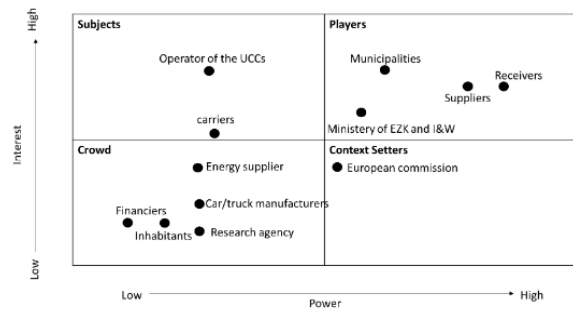 High
Subjects
Players
Operator of the UCCs
Municipalities
Receivers
Suppliers
carriers
Ministery of EZK and I&W
Interest
Crowd
Context Setters
Energy supplier
European commission
Car/truck manufacturers
Financiers
Inhabitants
Research agency
Low
Low
High
Power